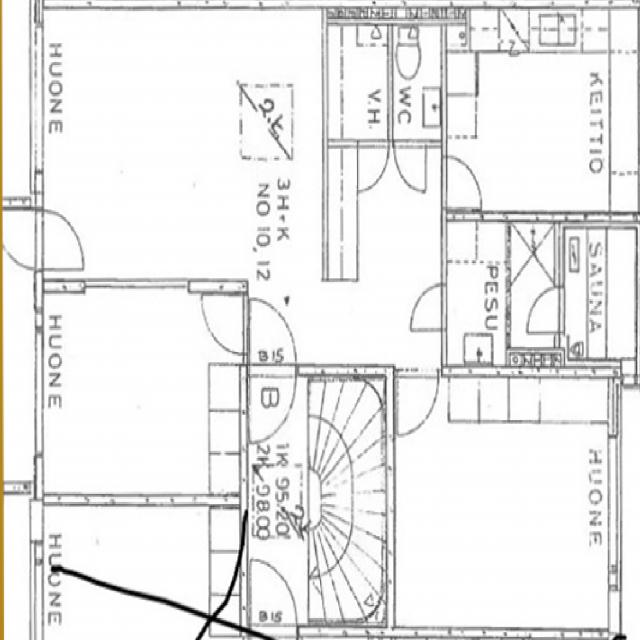 HUONE
V.H.
WC
KEITTIÖ
3H+K
NO 10, 12
PESU
SAUNA
HUONE
B15
B
1K 95.20
2K 98.00
HUONE
HUONE
B15